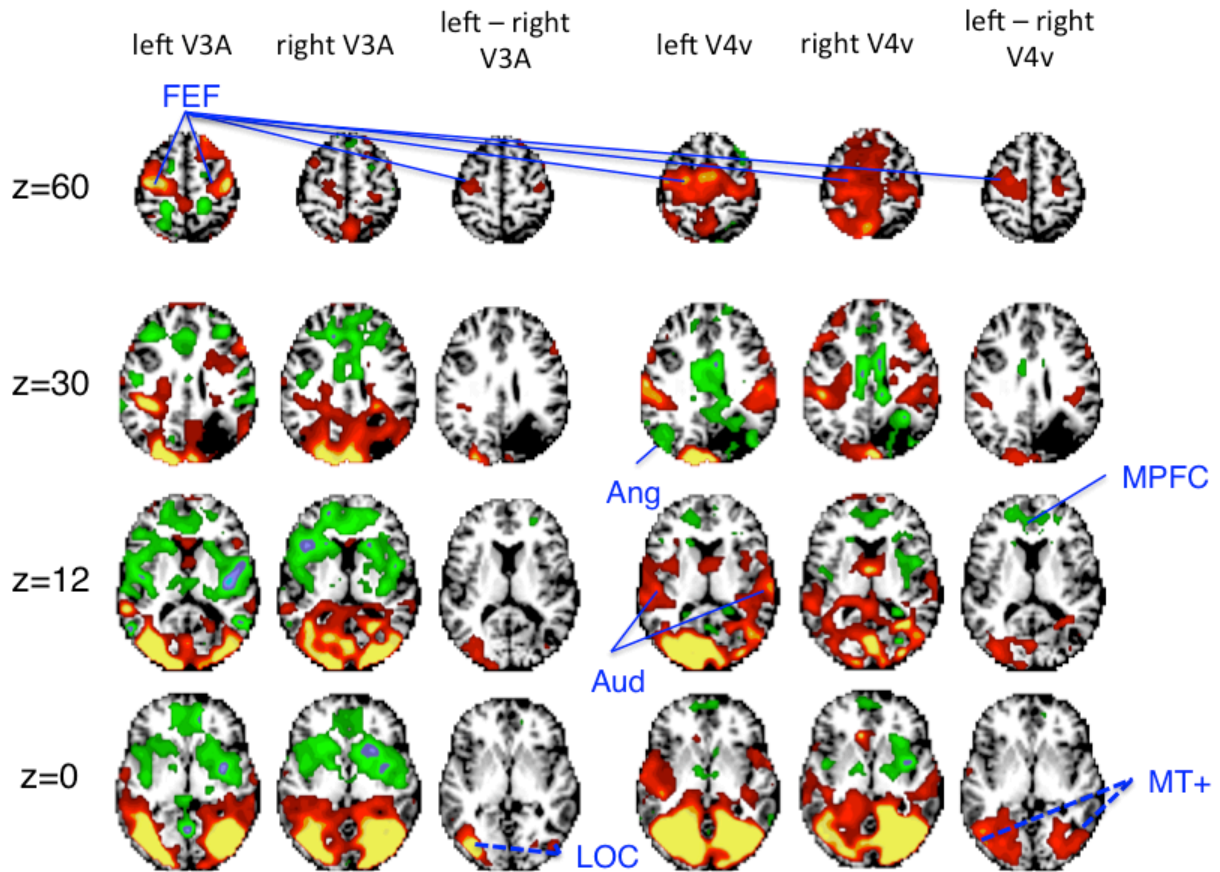 left V3A
right V3A
left – right
V3A
left V4v
right V4v
left – right
V4v
FEF
z=60
z=30
Ang
MPFC
z=12
Aud
z=0
MT+
LOC